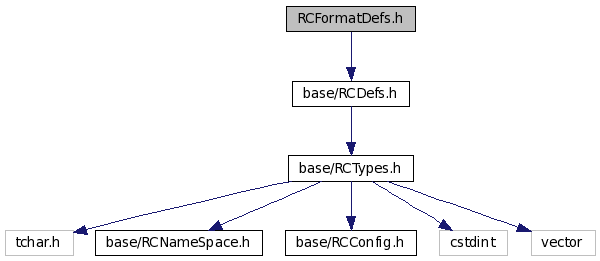 RCFormatDefs.h
base/RCDefs.h
base/RCTypes.h
tchar.h
base/RCNameSpace.h
base/RCConfig.h
cstdint
vector